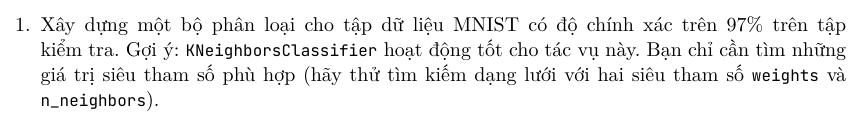 1. Xây dựng một bộ phân loại cho tập dữ liệu MNIST có độ chính xác trên 97% trên tập
kiểm tra. Gợi ý: KNeighborsClassifier hoạt động tốt cho tác vụ này. Bạn chỉ cần tìm những
giá trị siêu tham số phù hợp (hãy thử tìm kiếm dạng lưới với hai siêu tham số weights và
n_neighbors).